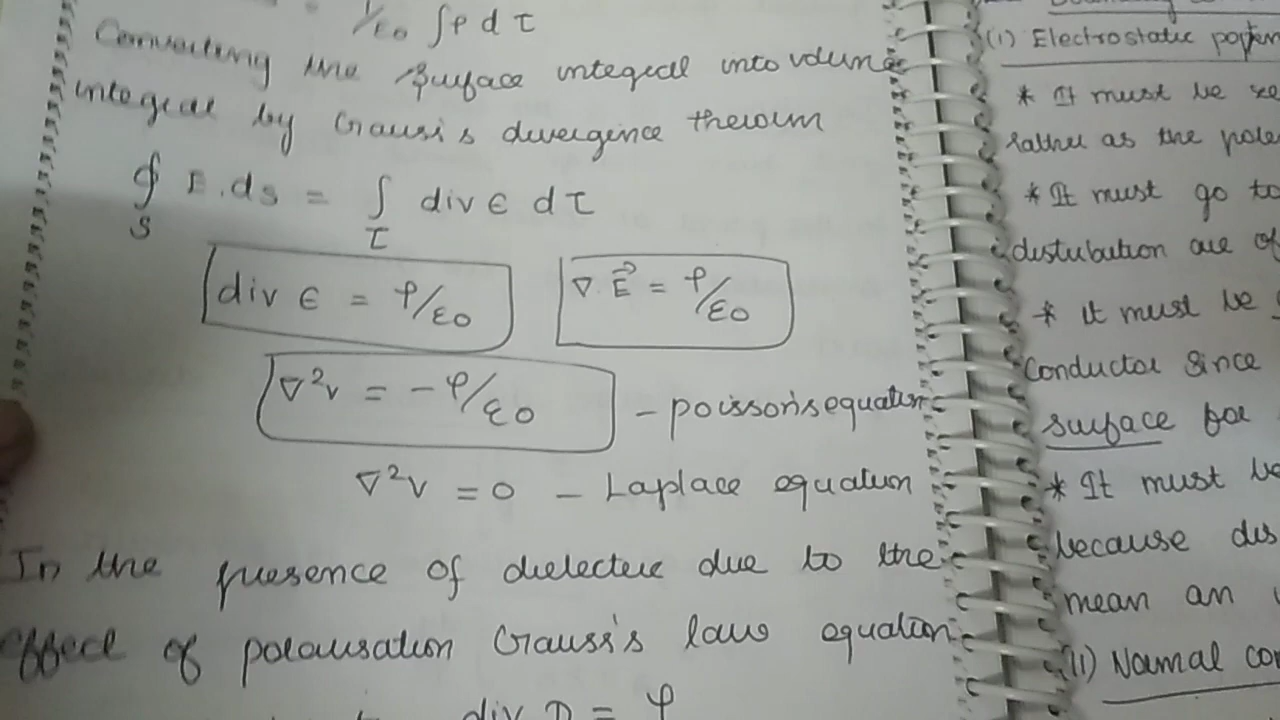 = 1/ε0 ∫ρ dτ
Converting the surface integral into volume
integral by Gauss's divergence theorem
∮ E.ds = ∫ div ϵ dτ
S τ
div ϵ = ρ/ε0
∇.E⃗ = ρ/ε0
∇²v = -ρ/ε0 - poisson's equation
∇²v = 0 - Laplace equation
In the presence of dielectric due to the
effect of polarisation Gauss's laws equation
div D = ρ
(i) Electrostatic poten
* It must be
rather as the pole
* It must go to
distubution are of
* it must be
Conductor Since
surface for
* It must be
because dis
mean an
(ii) Normal co